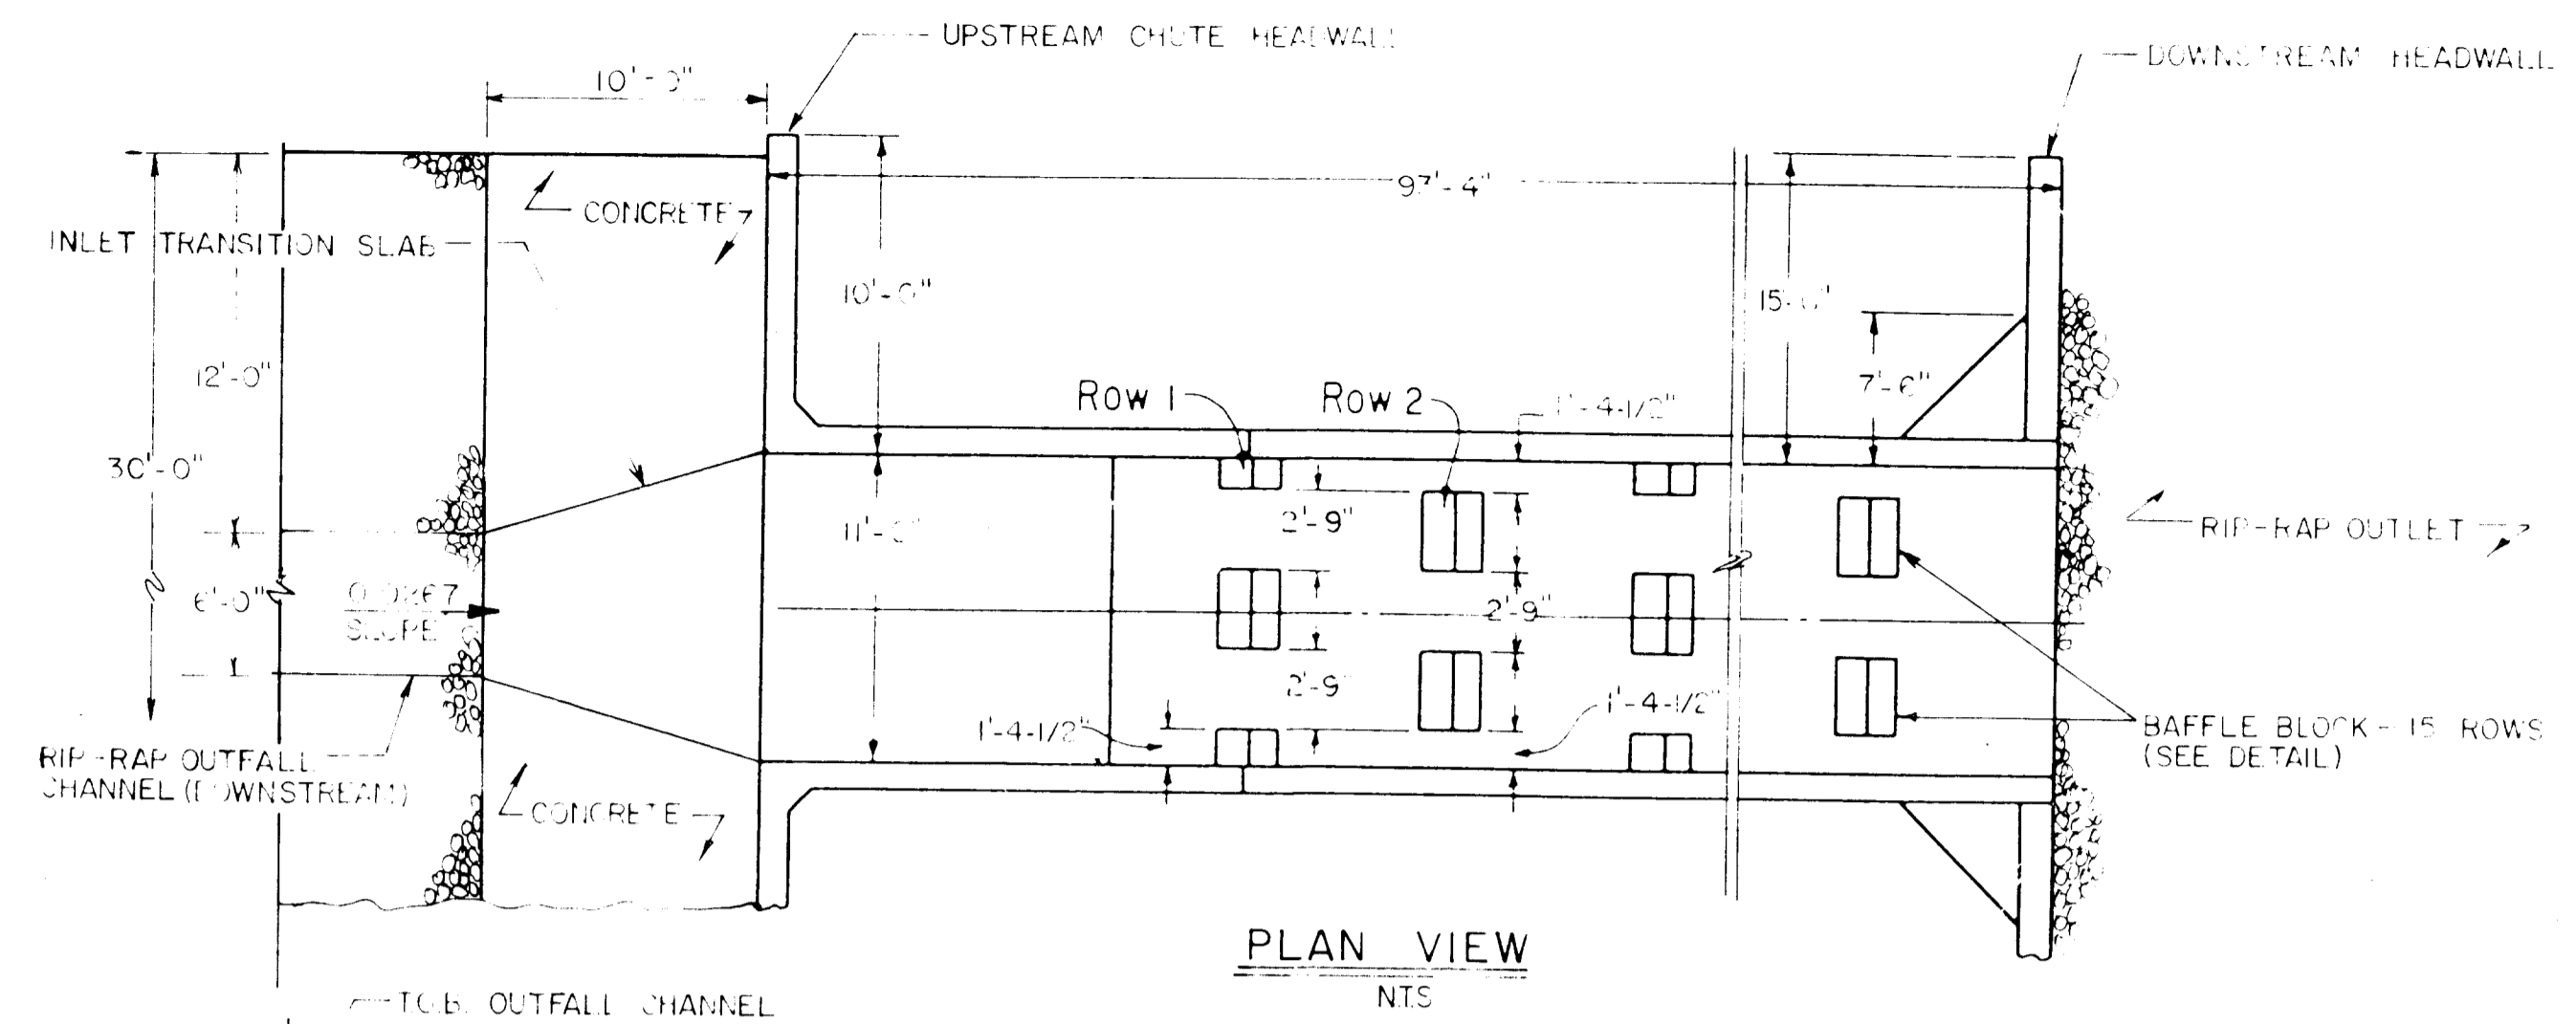 UPSTREAM CHUTE HEADWALL
DOWNSTREAM HEADWALL
10'-0"
97'-4"
CONCRETE
INLET TRANSITION SLAB
10'-0"
15'-0"
12'-0"
7'-6"
ROW 1
ROW 2
1'-4-1/2"
30'-0"
2'-9"
11'-0"
RIP-RAP OUTLET
6'-0"
SLOPE
2'-9"
2'-9"
1'-4-1/2"
1'-4-1/2"
BAFFLE BLOCK - 15 ROWS
(SEE DETAIL)
RIP-RAP OUTFALL
CHANNEL (DOWNSTREAM)
CONCRETE
PLAN VIEW
N.T.S
T.O.B. OUTFALL CHANNEL